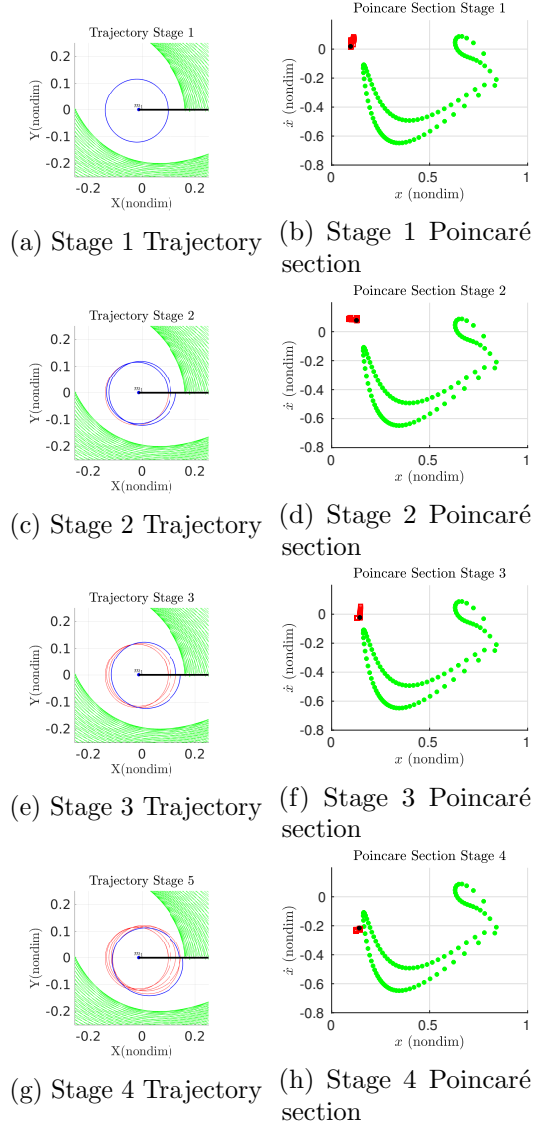 Trajectory Stage 1
0.2
0.1
0
-0.1
-0.2
Y(nondim)
-0.2
0
0.2
X(nondim)
(a) Stage 1 Trajectory
Poincare Section Stage 1
0
-0.2
-0.4
-0.6
-0.8
ẋ (nondim)
0
0.5
1
x (nondim)
(b) Stage 1 Poincaré
section
Trajectory Stage 2
0.2
0.1
0
-0.1
-0.2
Y(nondim)
-0.2
0
0.2
X(nondim)
(c) Stage 2 Trajectory
Poincare Section Stage 2
0
-0.2
-0.4
-0.6
-0.8
ẋ (nondim)
0
0.5
1
x (nondim)
(d) Stage 2 Poincaré
section
Trajectory Stage 3
0.2
0.1
0
-0.1
-0.2
Y(nondim)
-0.2
0
0.2
X(nondim)
(e) Stage 3 Trajectory
Poincare Section Stage 3
0
-0.2
-0.4
-0.6
-0.8
ẋ (nondim)
0
0.5
1
x (nondim)
(f) Stage 3 Poincaré
section
Trajectory Stage 5
0.2
0.1
0
-0.1
-0.2
Y(nondim)
-0.2
0
0.2
X(nondim)
(g) Stage 4 Trajectory
Poincare Section Stage 4
0
-0.2
-0.4
-0.6
-0.8
ẋ (nondim)
0
0.5
1
x (nondim)
(h) Stage 4 Poincaré
section